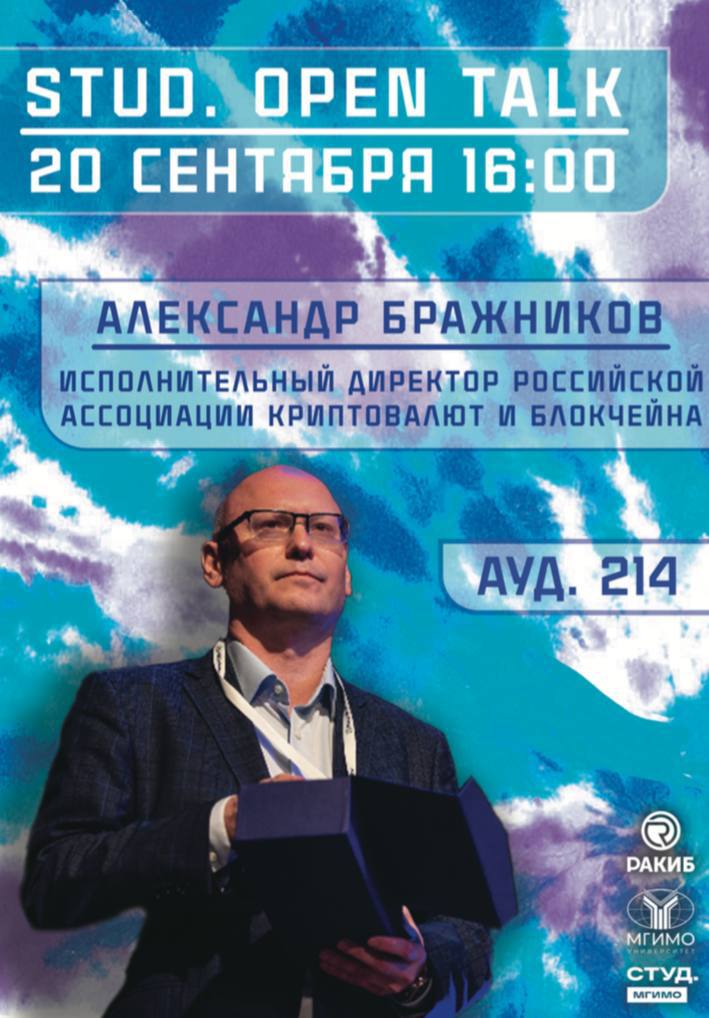 STUD. OPEN TALK
20 СЕНТЯБРЯ 16:00
АЛЕКСАНДР БРАЖНИКОВ
ИСПОЛНИТЕЛЬНЫЙ ДИРЕКТОР РОССИЙСКОЙ
АССОЦИАЦИИ КРИПТОВАЛЮТ И БЛОКЧЕЙНА
АУД. 214
РАКИБ
МГИМО
УНИВЕРСИТЕТ
СТУД.
МГИМО